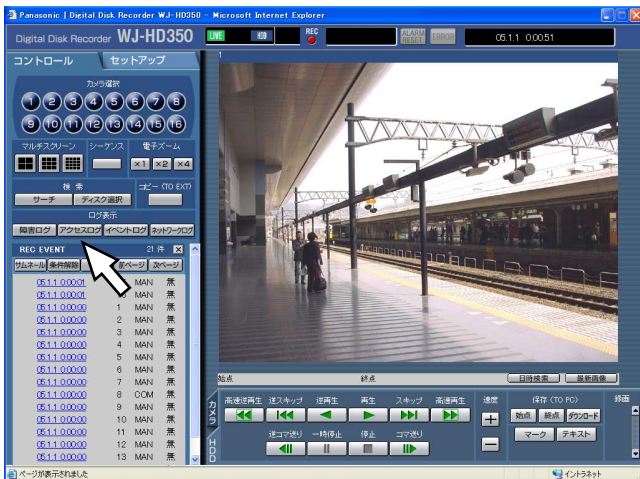 Panasonic | Digital Disk Recorder WJ-HD350 - Microsoft Internet Explorer
Digital Disk Recorder WJ-HD350
LIVE HDD REC ALARM RESET ERROR 05.1.1 0:00:51
コントロール セットアップ
カメラ選択
1 2 3 4 5 6 7 8
9 10 11 12 13 14 15 16
マルチスクリーン シーケンス 電子ズーム
×1 ×2 ×4
検 索 コピー (TO EXT)
サーチ ディスク選択
ログ表示
障害ログ アクセスログ イベントログ ネットワークログ
REC EVENT 21 件
サムネール 条件解除 前ページ 次ページ
05.1.1 0:00:01 MAN 無
05.1.1 0:00:01 MAN 無
05.1.1 0:00:00 1 MAN 無
05.1.1 0:00:00 2 MAN 無
05.1.1 0:00:00 3 MAN 無
05.1.1 0:00:00 4 MAN 無
05.1.1 0:00:00 5 MAN 無
05.1.1 0:00:00 6 MAN 無
05.1.1 0:00:00 7 MAN 無
05.1.1 0:00:00 8 COM 無
05.1.1 0:00:00 9 MAN 無
05.1.1 0:00:00 10 MAN 無
05.1.1 0:00:00 11 MAN 無
05.1.1 0:00:00 12 MAN 無
05.1.1 0:00:00 13 MAN 無
1
始点 終点 日時検索 最新画像
カメラ
HDD
高速逆再生 逆スキップ 逆再生 再生 スキップ 高速再生 速度 保存 (TO PC) 録画
始点 終点 ダウンロード
逆コマ送り 一時停止 停止 コマ送り
マーク テキスト
ページが表示されました イントラネット